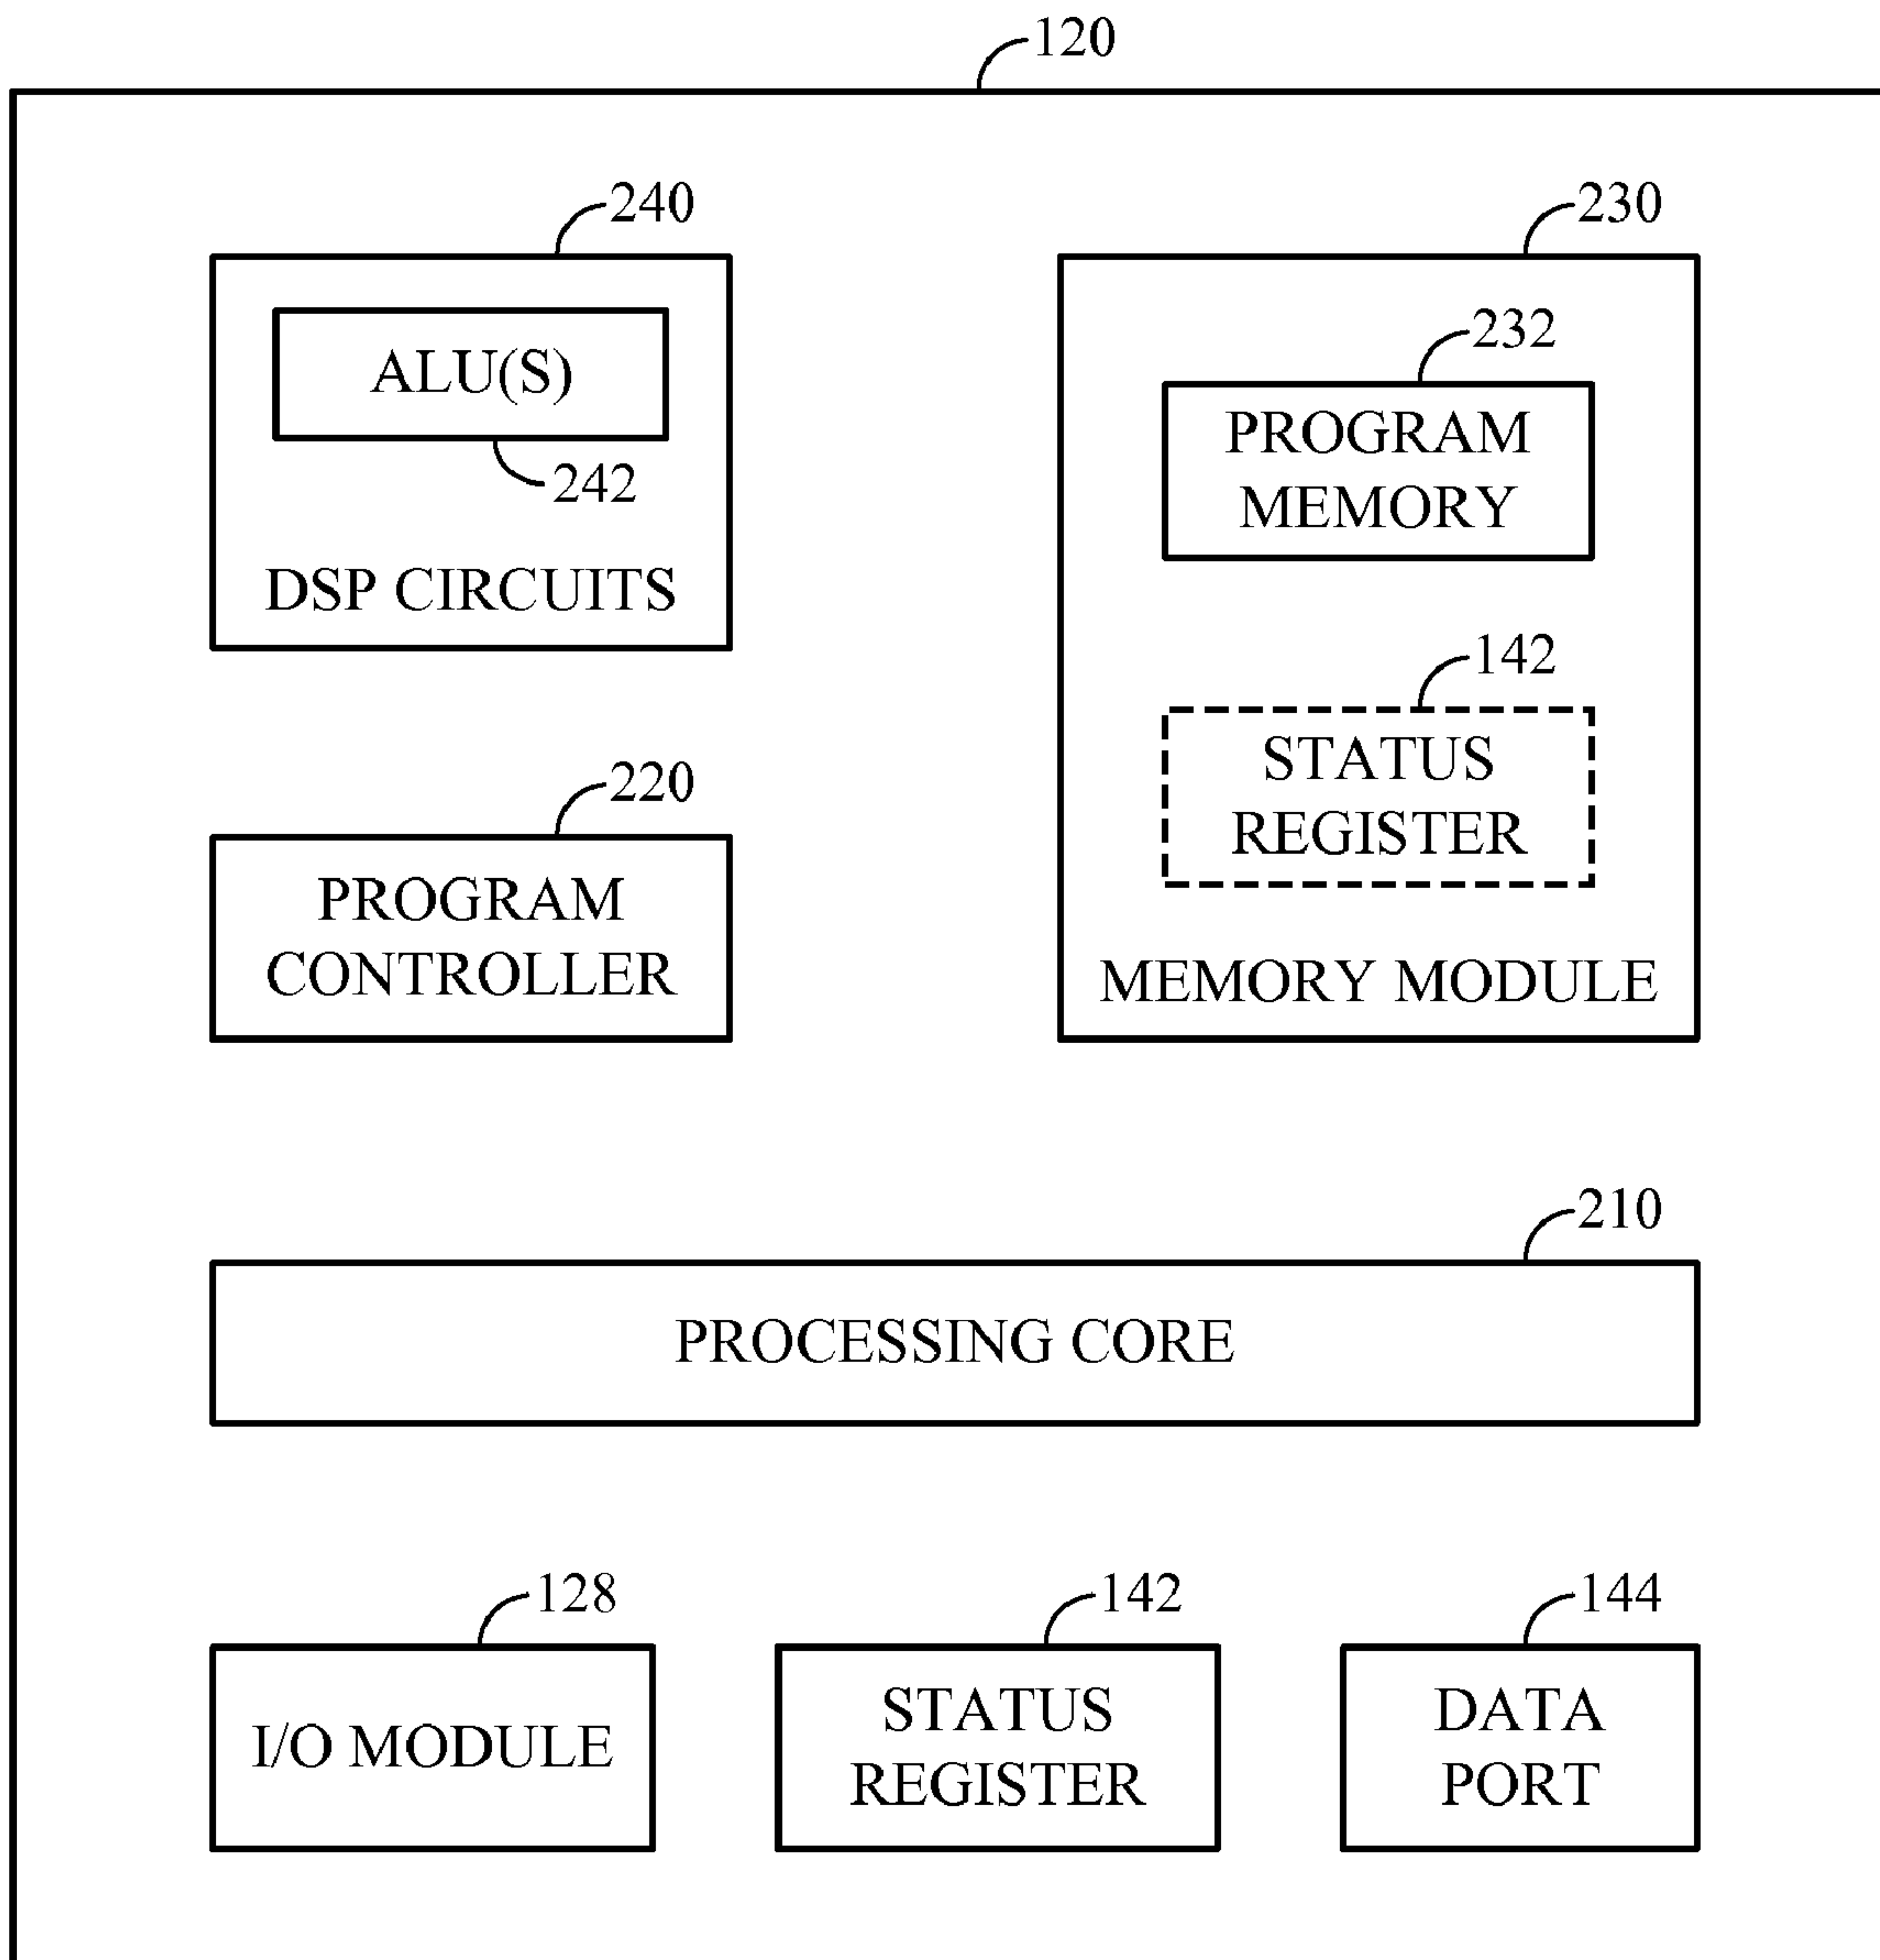 120
240
ALU(S)
242
DSP CIRCUITS
230
232
PROGRAM
MEMORY
142
STATUS
REGISTER
MEMORY MODULE
220
PROGRAM
CONTROLLER
210
PROCESSING CORE
128
I/O MODULE
142
STATUS
REGISTER
144
DATA
PORT